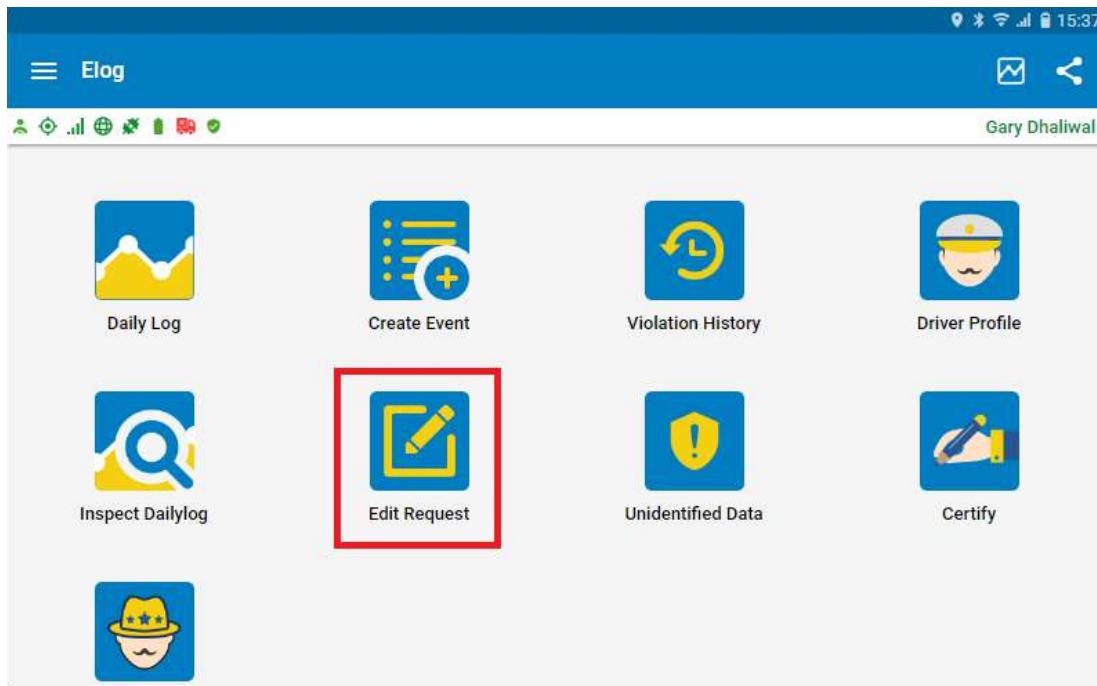 15:37
Elog
Gary Dhaliwal
Daily Log
Create Event
Violation History
Driver Profile
Inspect Dailylog
Edit Request
Unidentified Data
Certify